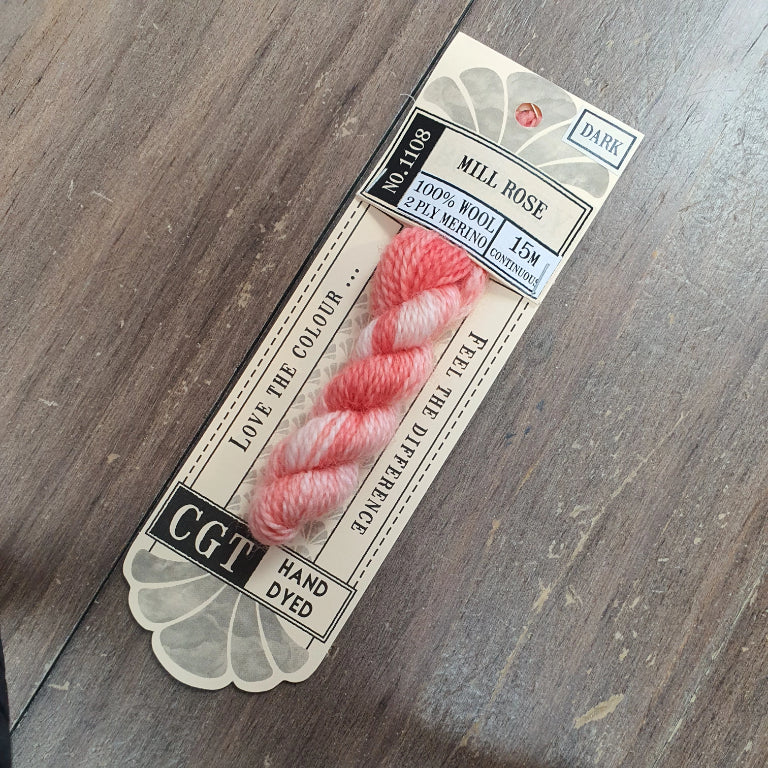 DARK
NO. 1108
MILL ROSE
100% WOOL
2 PLY MERINO
15M
CONTINUOUS
LOVE THE COLOUR ...
FEEL THE DIFFERENCE
CGT
HAND
DYED